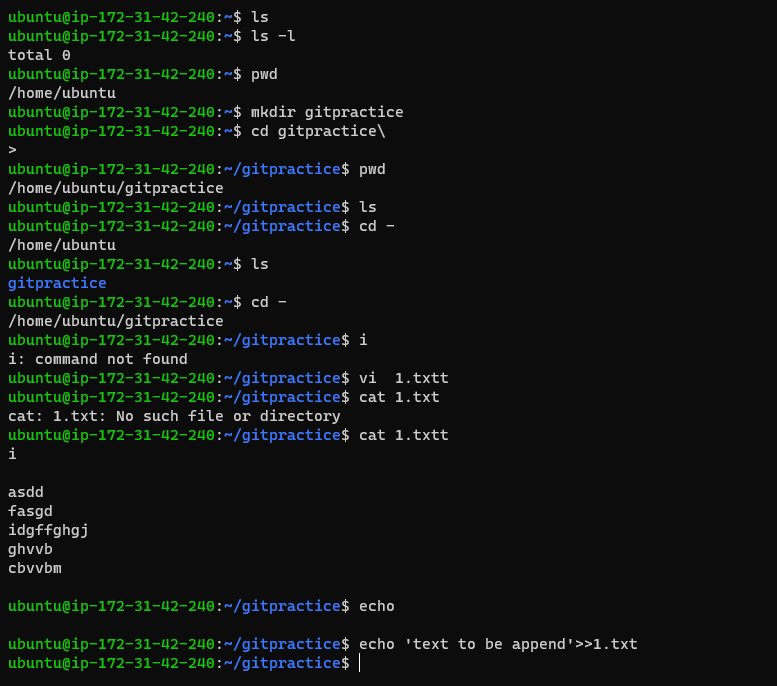 ubuntu@ip-172-31-42-240:~$ ls
ubuntu@ip-172-31-42-240:~$ ls -l
total 0
ubuntu@ip-172-31-42-240:~$ pwd
/home/ubuntu
ubuntu@ip-172-31-42-240:~$ mkdir gitpractice
ubuntu@ip-172-31-42-240:~$ cd gitpractice\
>
ubuntu@ip-172-31-42-240:~/gitpractice$ pwd
/home/ubuntu/gitpractice
ubuntu@ip-172-31-42-240:~/gitpractice$ ls
ubuntu@ip-172-31-42-240:~/gitpractice$ cd -
/home/ubuntu
ubuntu@ip-172-31-42-240:~$ ls
gitpractice
ubuntu@ip-172-31-42-240:~$ cd -
/home/ubuntu/gitpractice
ubuntu@ip-172-31-42-240:~/gitpractice$ i
i: command not found
ubuntu@ip-172-31-42-240:~/gitpractice$ vi  1.txtt
ubuntu@ip-172-31-42-240:~/gitpractice$ cat 1.txt
cat: 1.txt: No such file or directory
ubuntu@ip-172-31-42-240:~/gitpractice$ cat 1.txtt
i
asdd
fasgd
idgffghgj
ghvvb
cbvvbm
ubuntu@ip-172-31-42-240:~/gitpractice$ echo
ubuntu@ip-172-31-42-240:~/gitpractice$ echo 'text to be append'>>1.txt
ubuntu@ip-172-31-42-240:~/gitpractice$